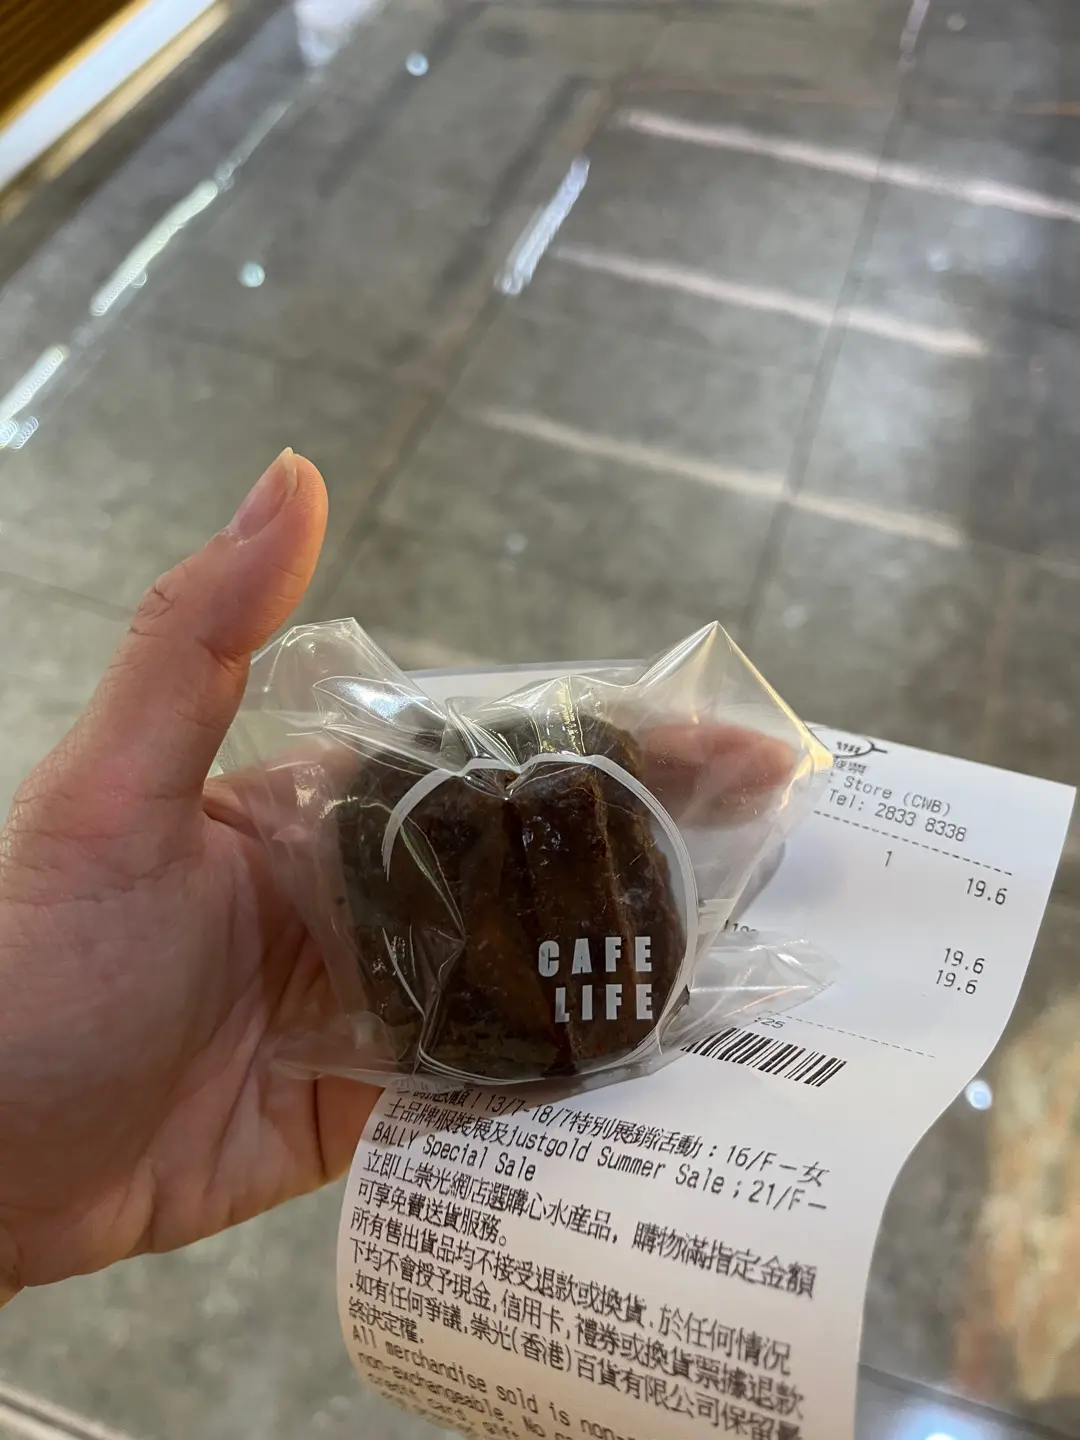 CAFE
LIFE
Store (CWB)
Tel: 2833 8338
1
19.6
19.6
19.6
:25
！13/7-18/7特別展銷活動：16/F－女
士品牌服裝展及justgold Summer Sale；21/F－
BALLY Special Sale
立即上崇光網店選購心水產品，購物滿指定金額
可享免費送貨服務。
所有售出貨品均不接受退款或換貨.於任何情況
下均不會授予現金,信用卡,禮券或換貨票據退款
.如有任何爭議,崇光(香港)百貨有限公司保留最
終決定權.
All merchandise sold is non-
non-exchangeable. No
credit card, gift